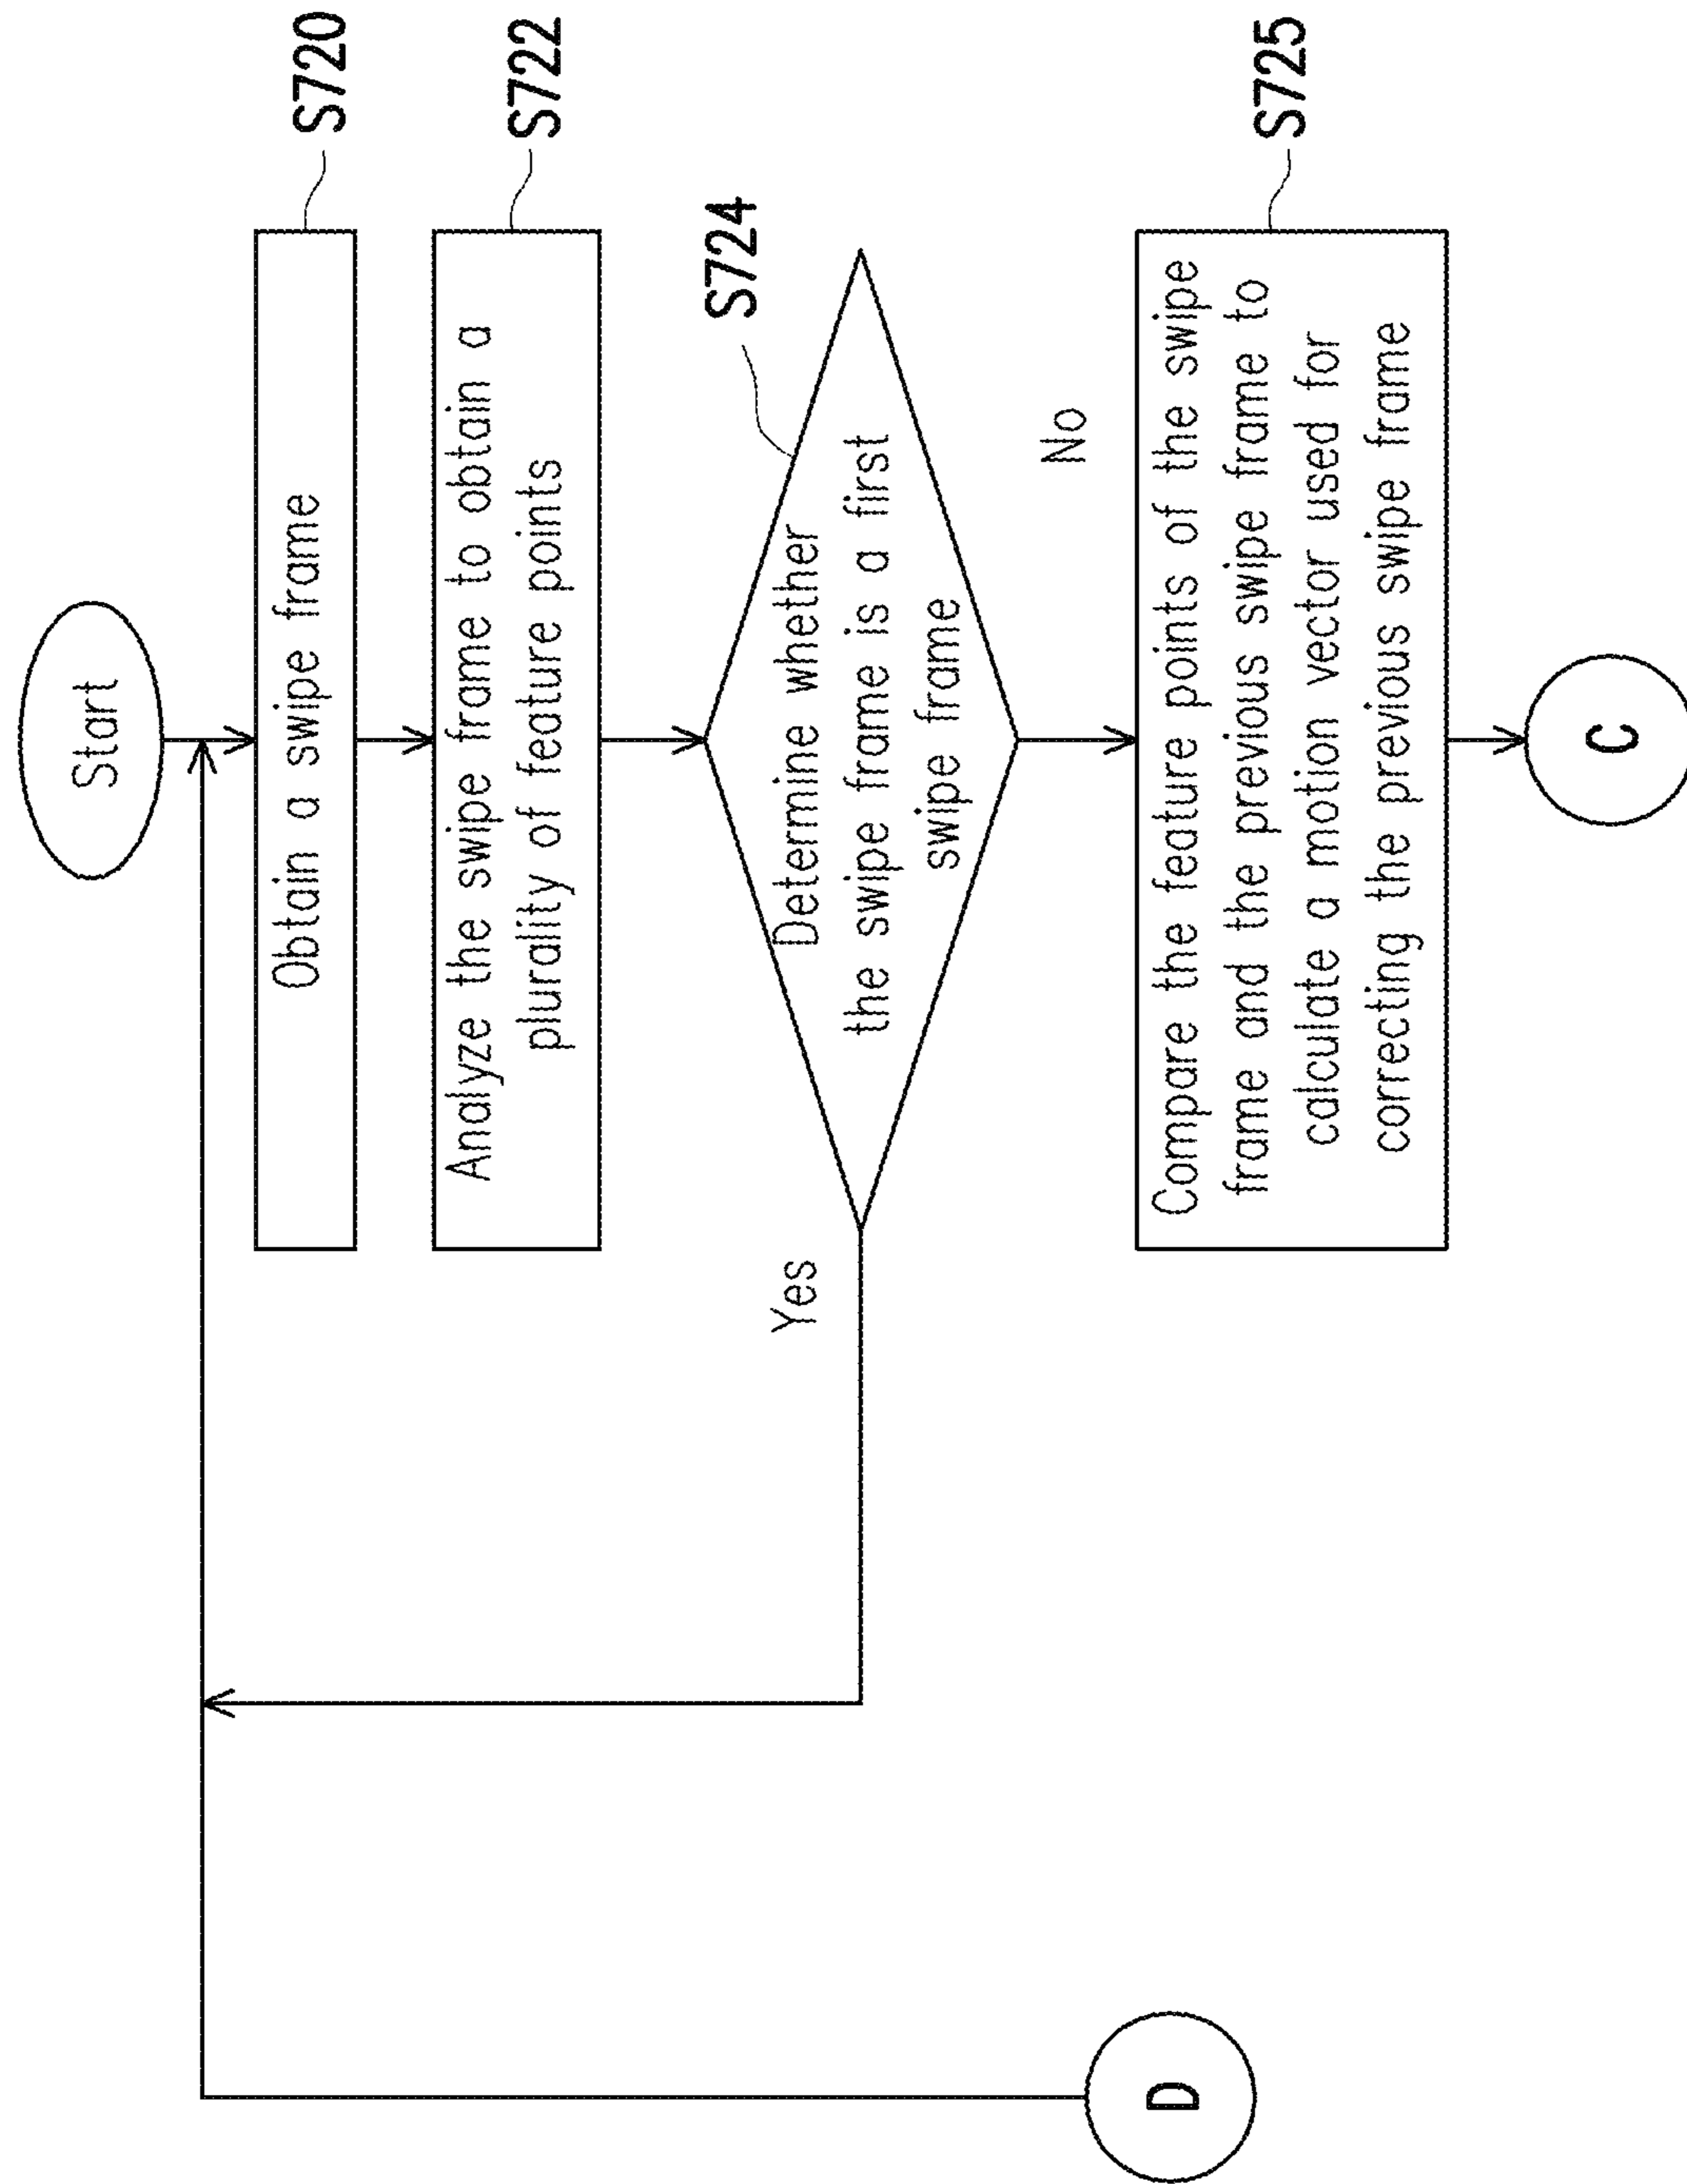 Start
Obtain a swipe frame
S720
Analyze the swipe frame to obtain a
plurality of feature points
S722
Determine whether
the swipe frame is a first
swipe frame
S724
Yes
No
Compare the feature points of the swipe
frame and the previous swipe frame to
calculate a motion vector used for
correcting the previous swipe frame
S725
D
C